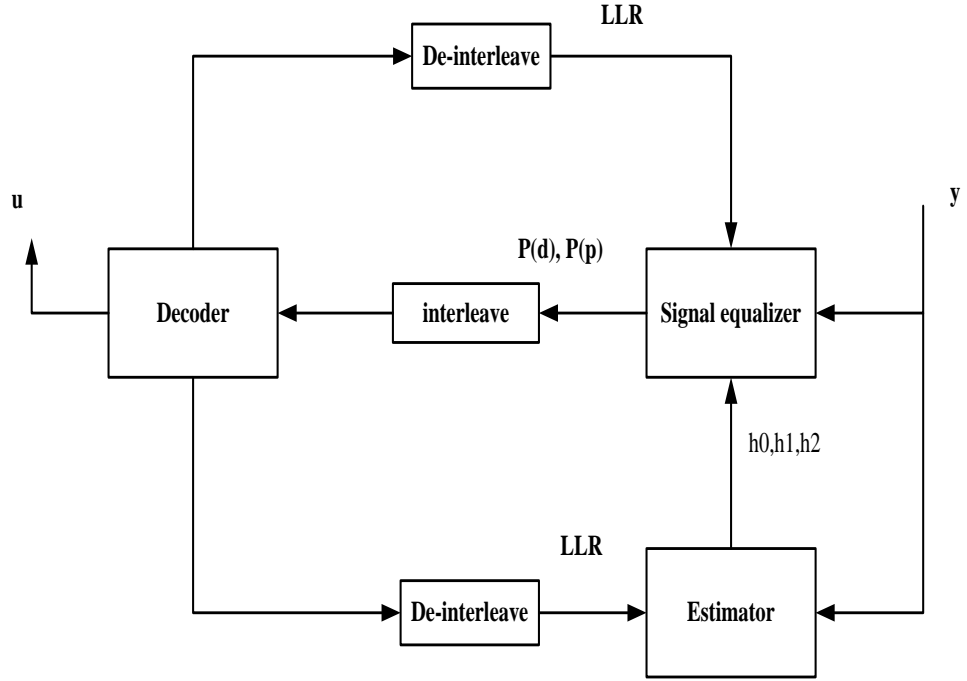 LLR
De-interleave
u
y
P(d), P(p)
Decoder
interleave
Signal equalizer
h0,h1,h2
LLR
De-interleave
Estimator